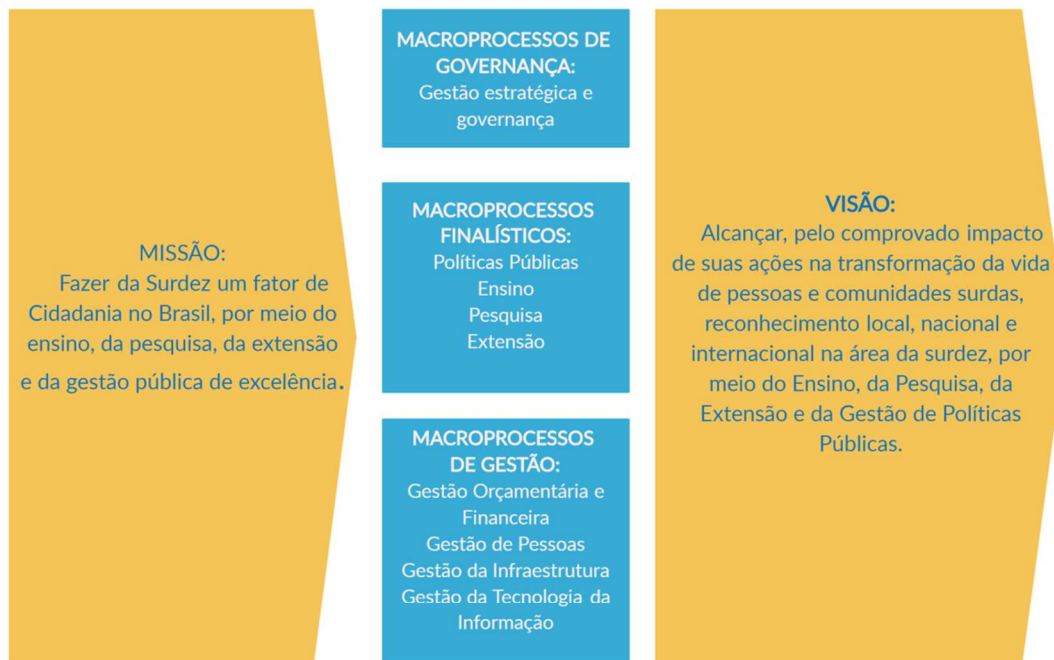 MISSÃO:
Fazer da Surdez um fator de
Cidadania no Brasil, por meio do
ensino, da pesquisa, da extensão
e da gestão pública de excelência.
MACROPROCESSOS DE
GOVERNANÇA:
Gestão estratégica e
governança
MACROPROCESSOS
FINALÍSTICOS:
Políticas Públicas
Ensino
Pesquisa
Extensão
MACROPROCESSOS
DE GESTÃO:
Gestão Orçamentária e
Financeira
Gestão de Pessoas
Gestão da Infraestrutura
Gestão da Tecnologia da
Informação
VISÃO:
Alcançar, pelo comprovado impacto
de suas ações na transformação da vida
de pessoas e comunidades surdas,
reconhecimento local, nacional e
internacional na área da surdez, por
meio do Ensino, da Pesquisa, da
Extensão e da Gestão de Políticas
Públicas.